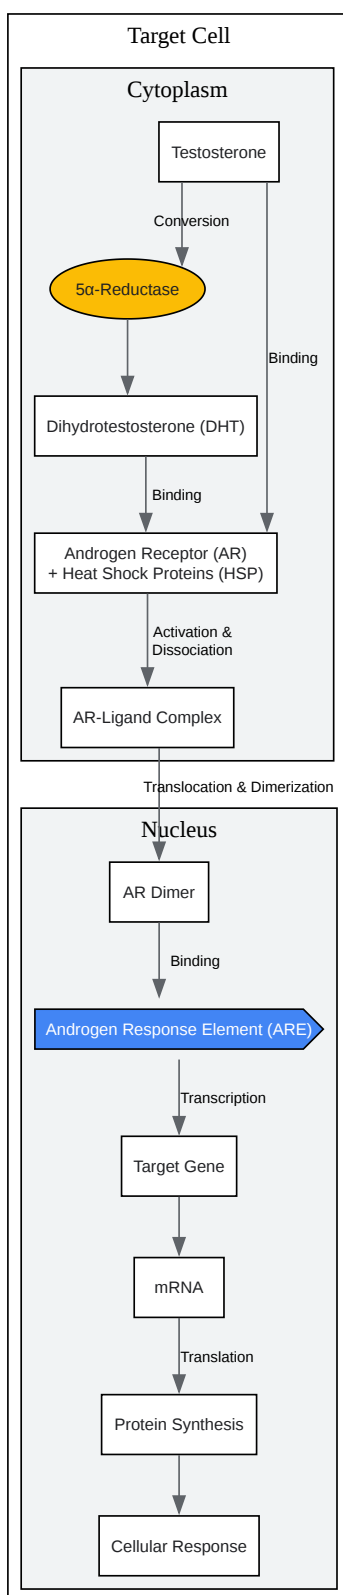 Target Cell
Cytoplasm
Testosterone
Conversion
5α-Reductase
Binding
Dihydrotestosterone (DHT)
Binding
Androgen Receptor (AR)
+ Heat Shock Proteins (HSP)
Activation &
Dissociation
AR-Ligand Complex
Translocation & Dimerization
Nucleus
AR Dimer
Binding
Androgen Response Element (ARE)
Transcription
Target Gene
mRNA
Translation
Protein Synthesis
Cellular Response